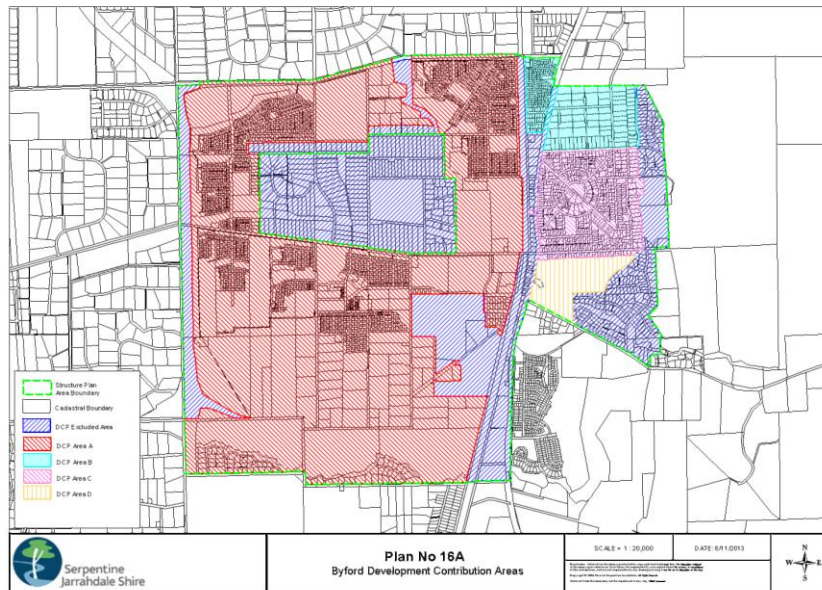 Structure Plan
Area Boundary
Cadastral Boundary
DCP Excluded Area
DCP Area A
DCP Area B
DCP Area C
DCP Area D
Serpentine
Jarrahdale Shire
Plan No 16A
Byford Development Contribution Areas
SCALE = 1 : 20,000
DATE: 6/11/2013
N
W E
S